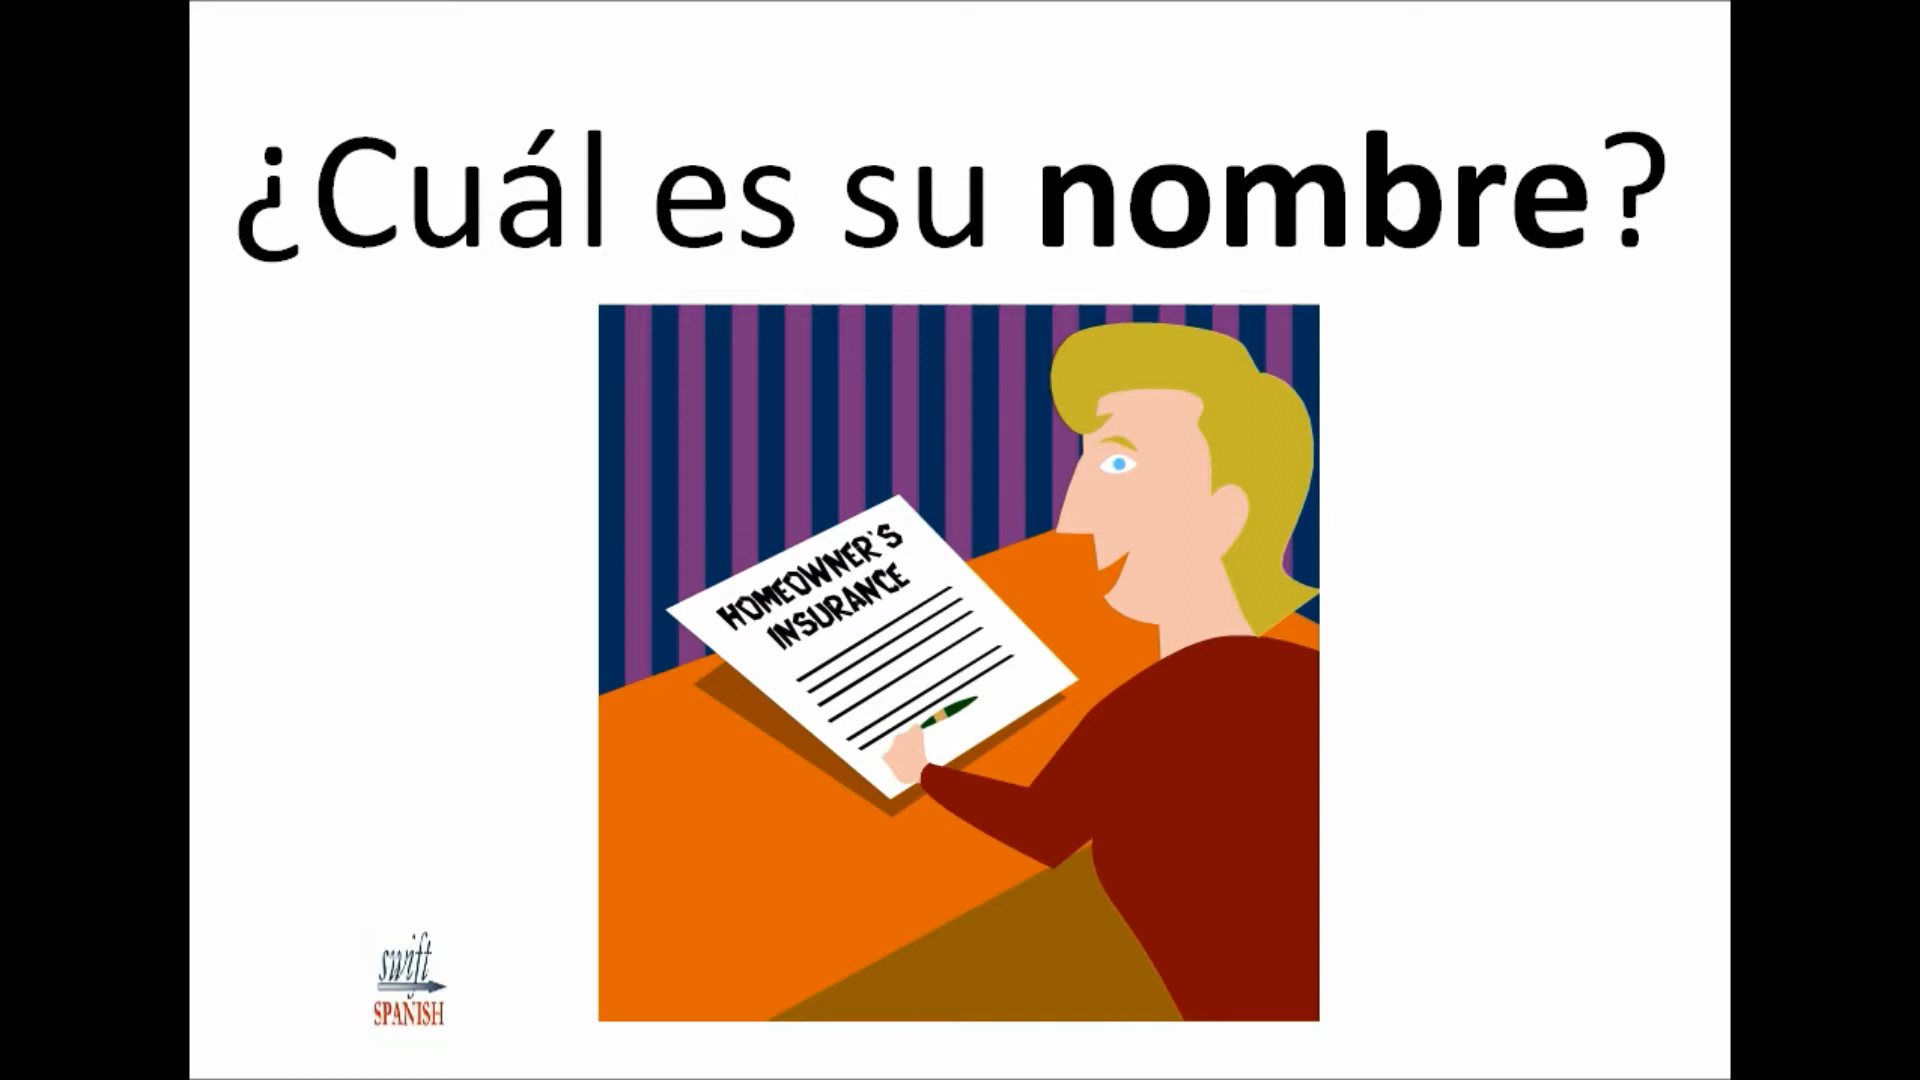 ¿Cuál es su nombre?
HOMEOWNER'S
INSURANCE
swift
SPANISH